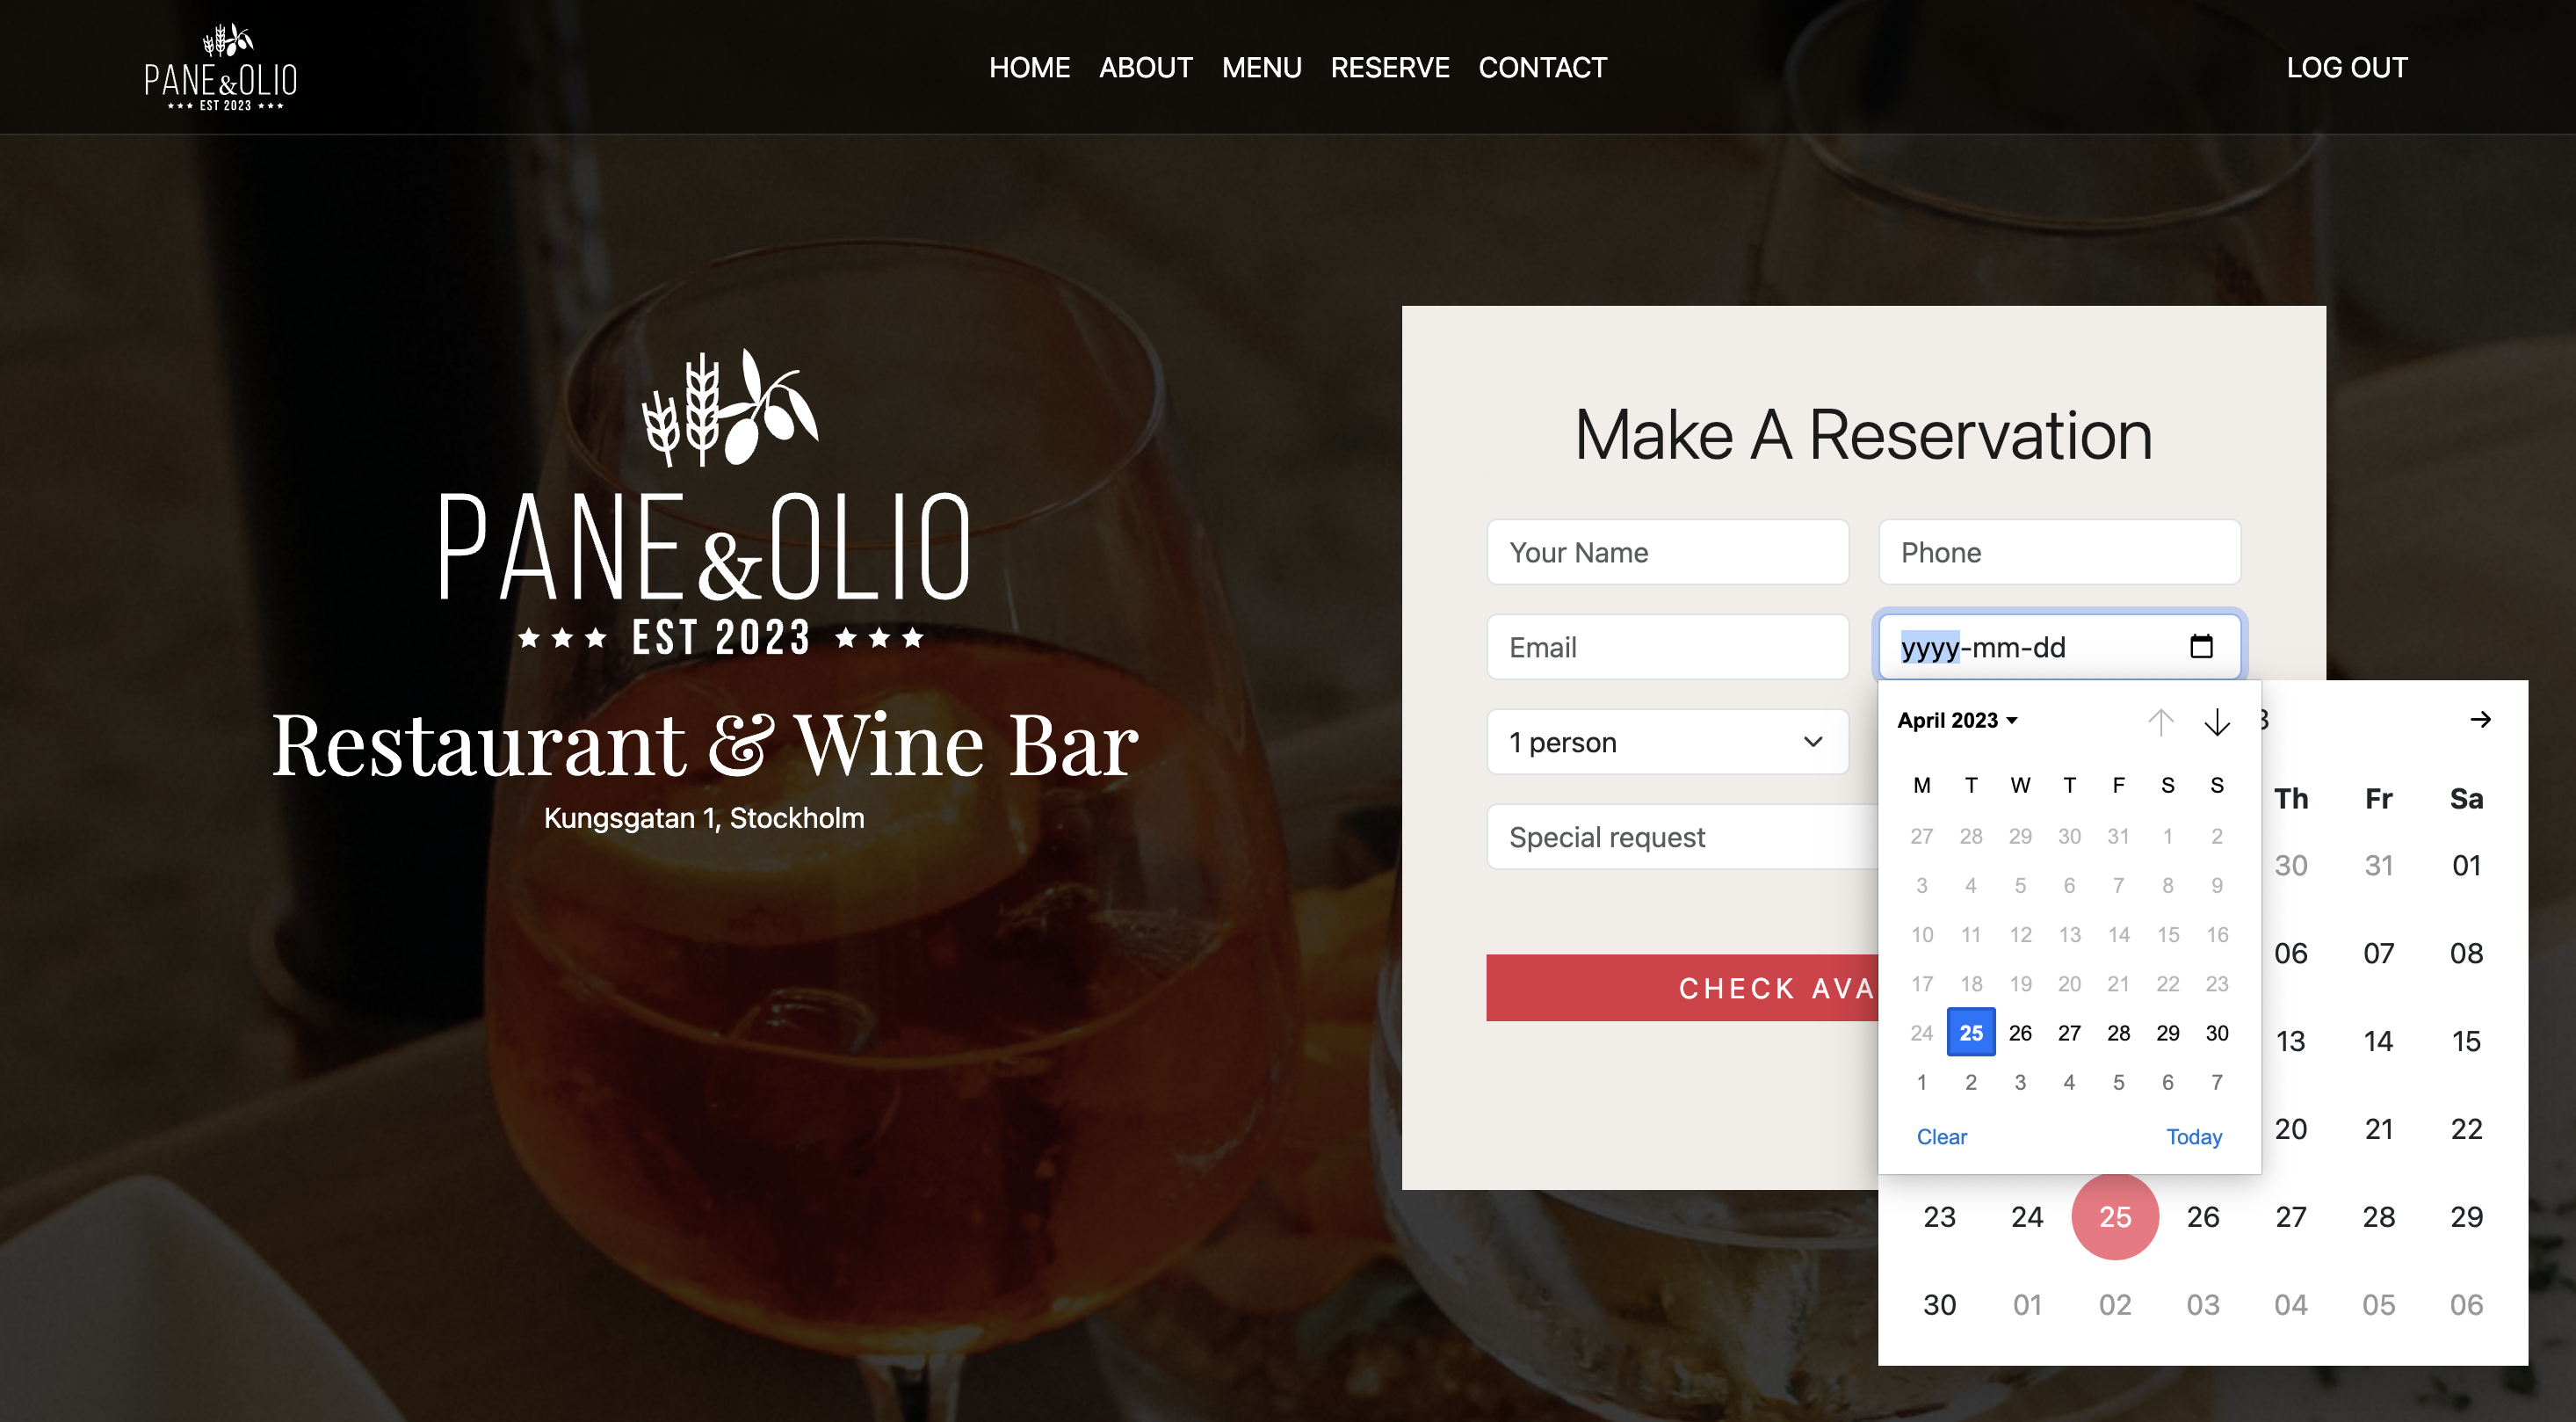 PANE&OLIO
★★★ EST 2023 ★★★
HOME ABOUT MENU RESERVE CONTACT
LOG OUT
PANE&OLIO
★★★ EST 2023 ★★★
Restaurant & Wine Bar
Kungsgatan 1, Stockholm
Make A Reservation
Your Name
Phone
Email
yyyy-mm-dd
1 person
Special request
CHECK AVA
April 2023
M T W T F S S
27 28 29 30 31 1 2
3 4 5 6 7 8 9
10 11 12 13 14 15 16
17 18 19 20 21 22 23
24 25 26 27 28 29 30
1 2 3 4 5 6 7
Clear Today
3
Th Fr Sa
30 31 01
06 07 08
13 14 15
20 21 22
23 24 25 26 27 28 29
30 01 02 03 04 05 06